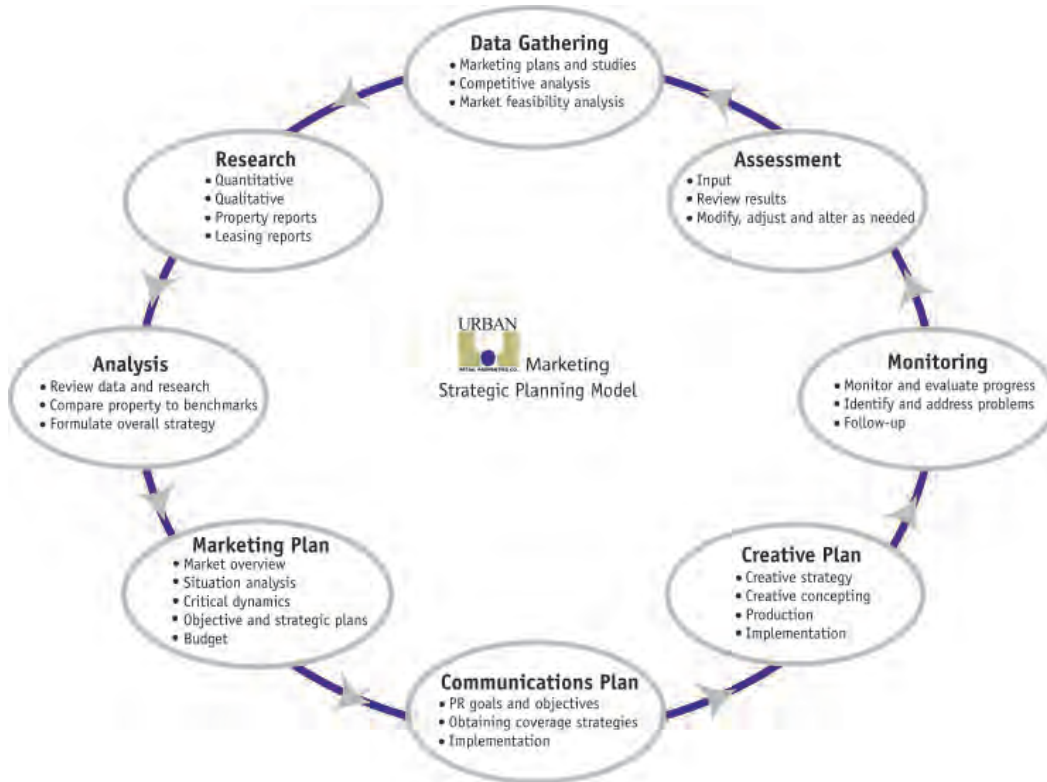 Data Gathering
• Marketing plans and studies
• Competitive analysis
• Market feasibility analysis
Research
• Quantitative
• Qualitative
• Property reports
• Leasing reports
Analysis
• Review data and research
• Compare property to benchmarks
• Formulate overall strategy
Marketing Plan
• Market overview
• Situation analysis
• Critical dynamics
• Objective and strategic plans
• Budget
Communications Plan
• PR goals and objectives
• Obtaining coverage strategies
• Implementation
Creative Plan
• Creative strategy
• Creative concepting
• Production
• Implementation
Monitoring
• Monitor and evaluate progress
• Identify and address problems
• Follow-up
Assessment
• Input
• Review results
• Modify, adjust and alter as needed
URBAN
RETAIL PROPERTIES CO.
Marketing
Strategic Planning Model